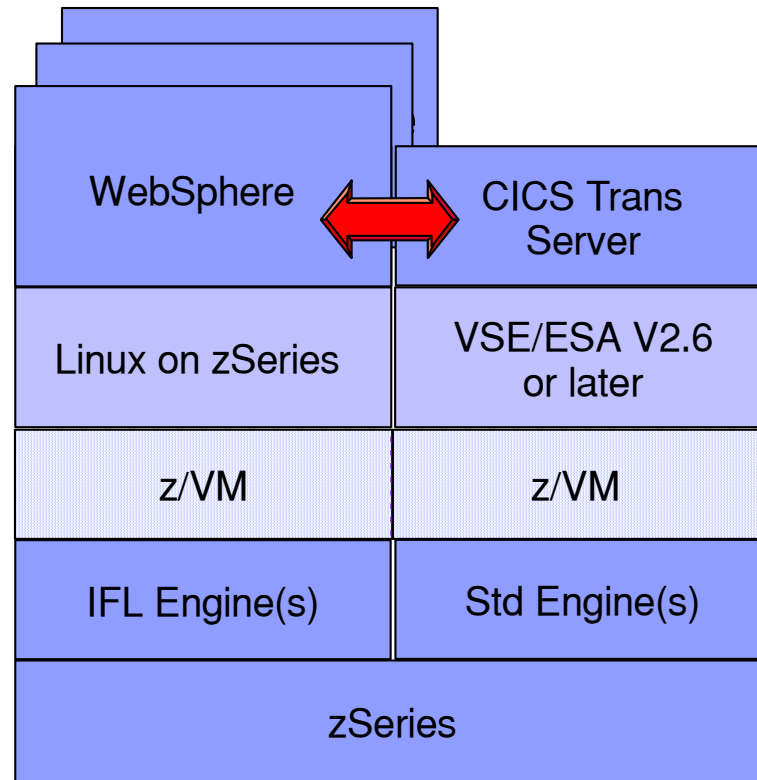 WebSphere
CICS Trans
Server
Linux on zSeries
VSE/ESA V2.6
or later
z/VM
z/VM
IFL Engine(s)
Std Engine(s)
zSeries